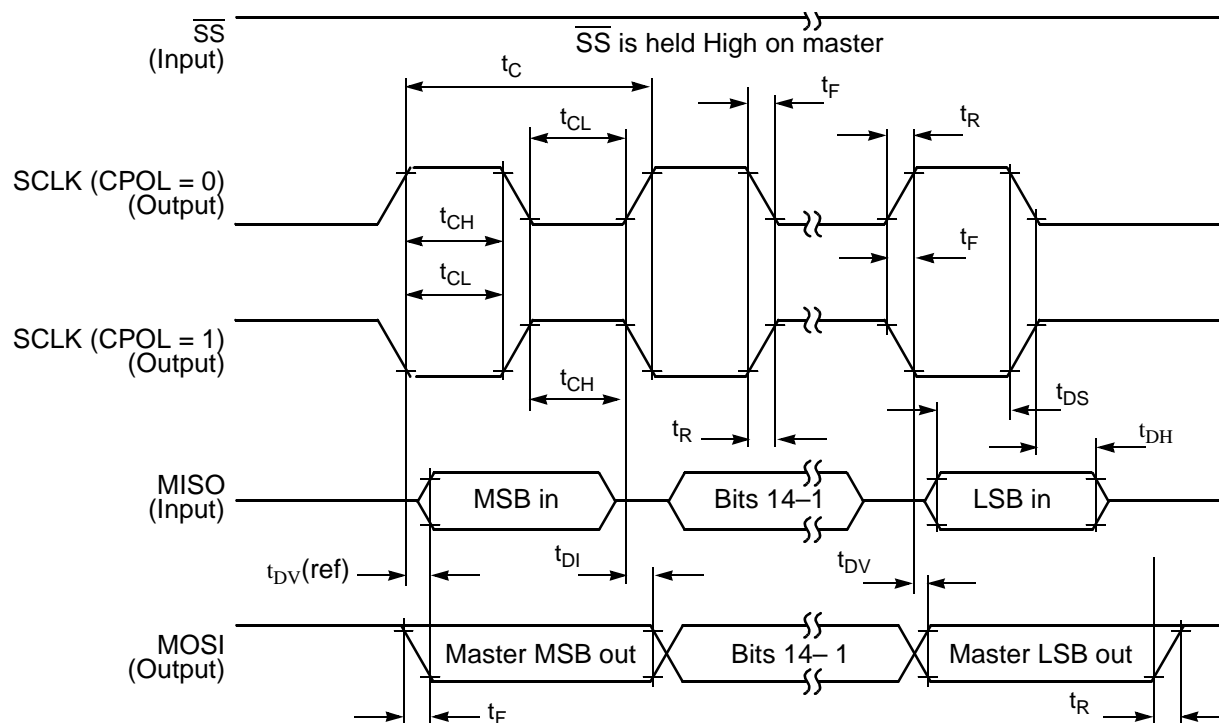 SS
(Input)
SS is held High on master
tC
tF
tCL
tR
SCLK (CPOL = 0)
(Output)
tCH
tF
tCL
SCLK (CPOL = 1)
(Output)
tCH
tDS
tR
tDH
MISO
(Input)
MSB in
Bits 14–1
LSB in
tDV(ref)
tDI
tDV
MOSI
(Output)
Master MSB out
Bits 14– 1
Master LSB out
tF
tR